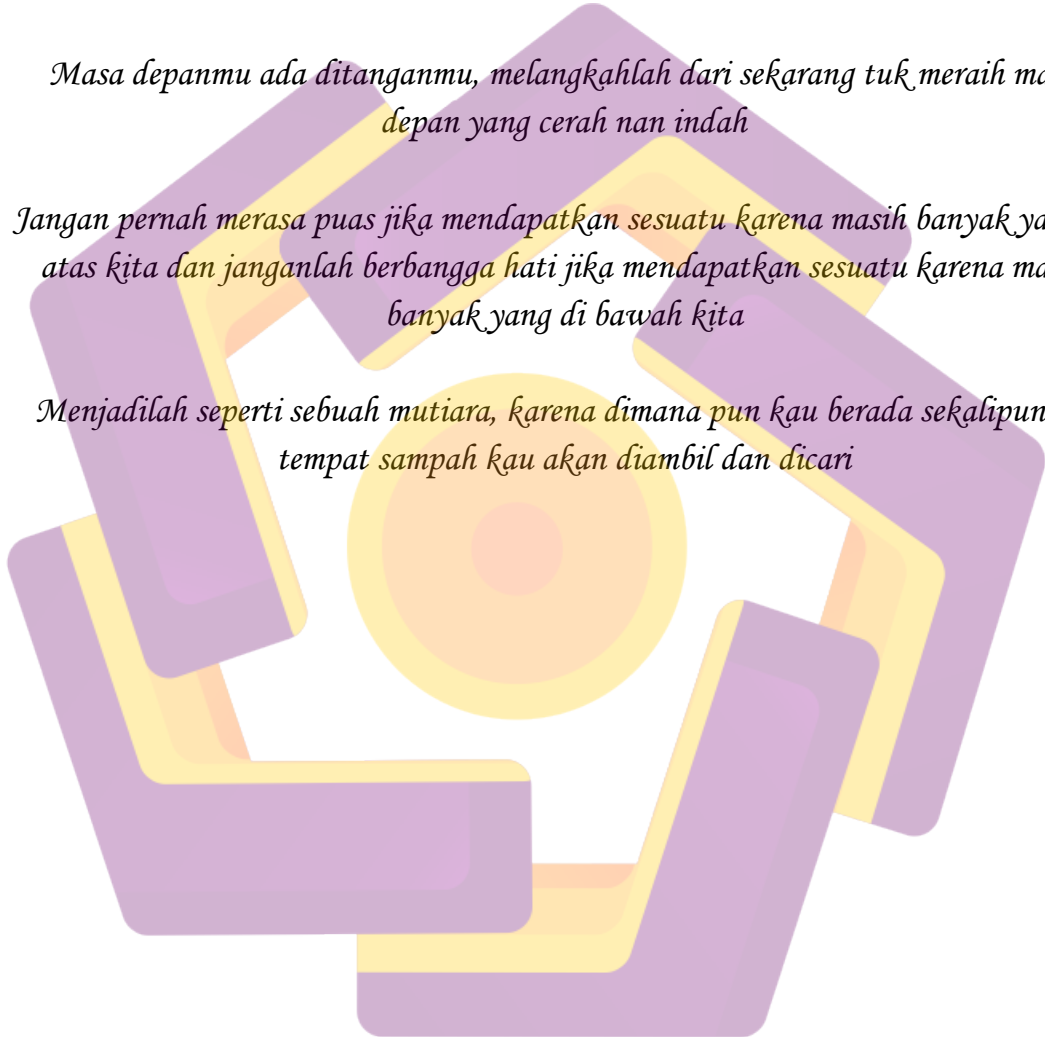 Masa depanmu ada ditanganmu, melangkahlah dari sekarang tuk meraih ma
depan yang cerah nan indah
Jangan pernah merasa puas jika mendapatkan sesuatu karena masih banyak ya
atas kita dan janganlah berbangga hati jika mendapatkan sesuatu karena ma
banyak yang di bawah kita
Menjadilah seperti sebuah mutiara, karena dimana pun kau berada sekalipun
tempat sampah kau akan diambil dan dicari